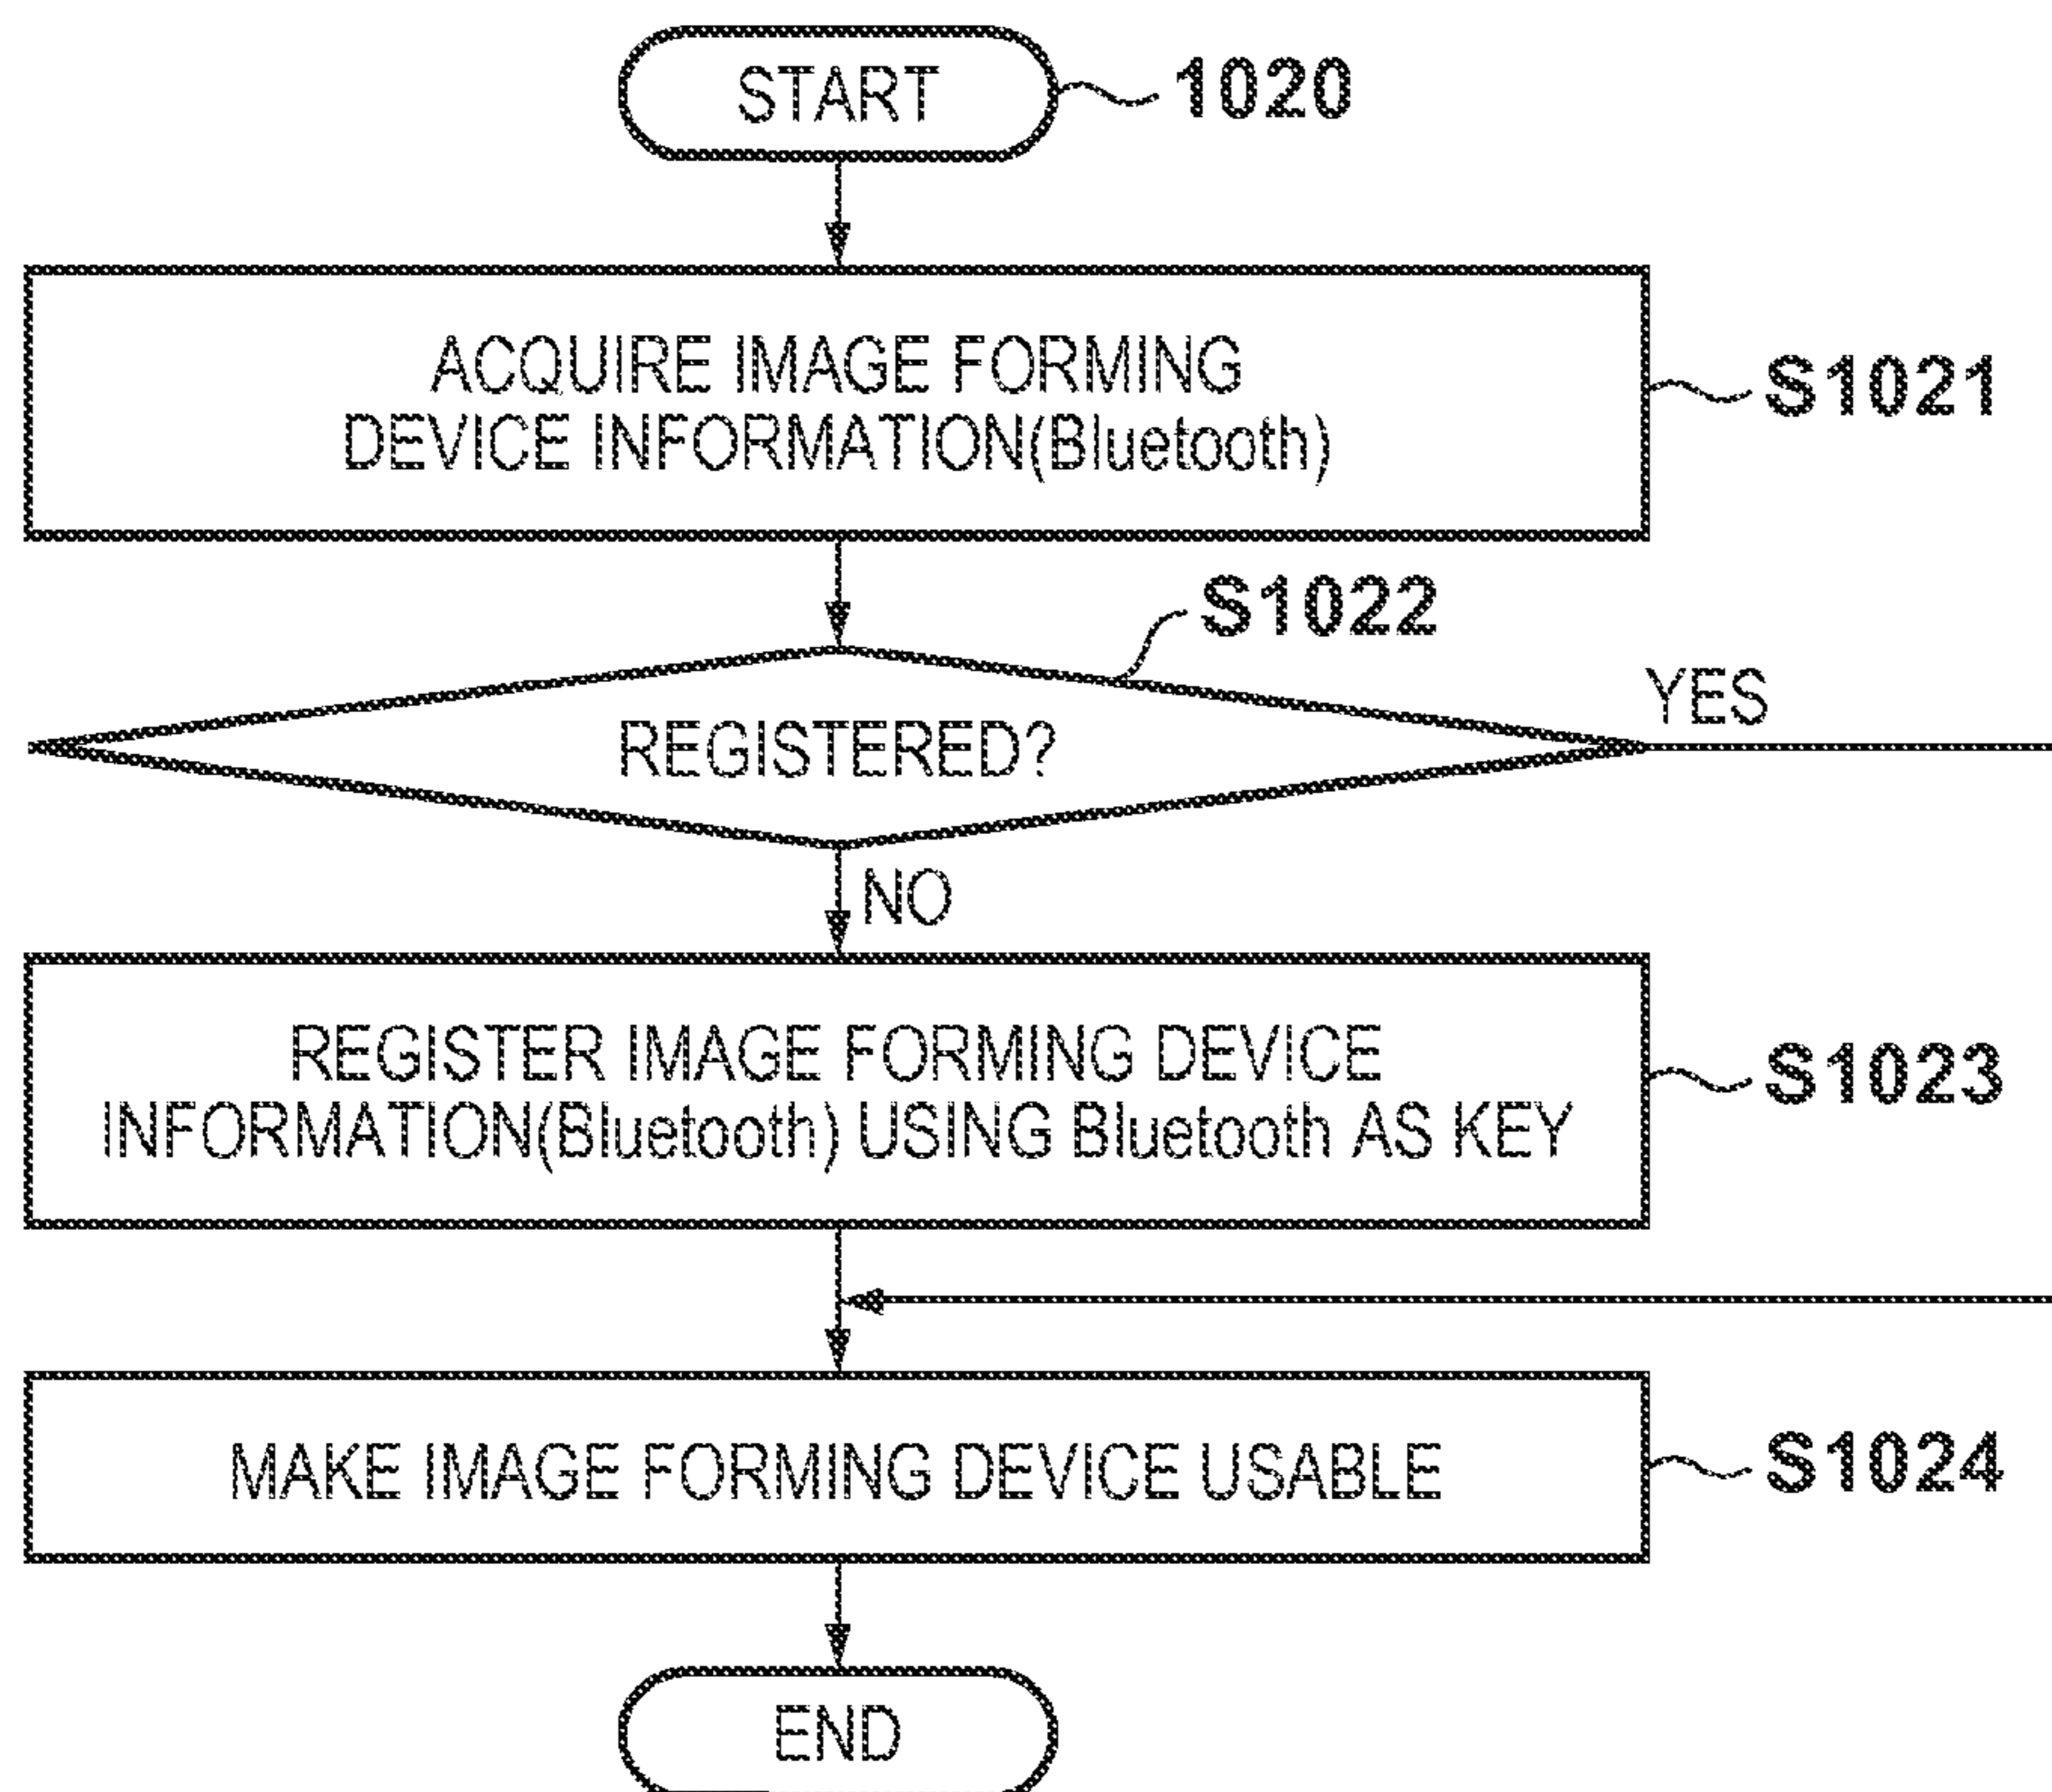 START
1020
ACQUIRE IMAGE FORMING
DEVICE INFORMATION(Bluetooth)
S1021
S1022
REGISTERED?
YES
NO
REGISTER IMAGE FORMING DEVICE
INFORMATION(Bluetooth) USING Bluetooth AS KEY
S1023
MAKE IMAGE FORMING DEVICE USABLE
S1024
END